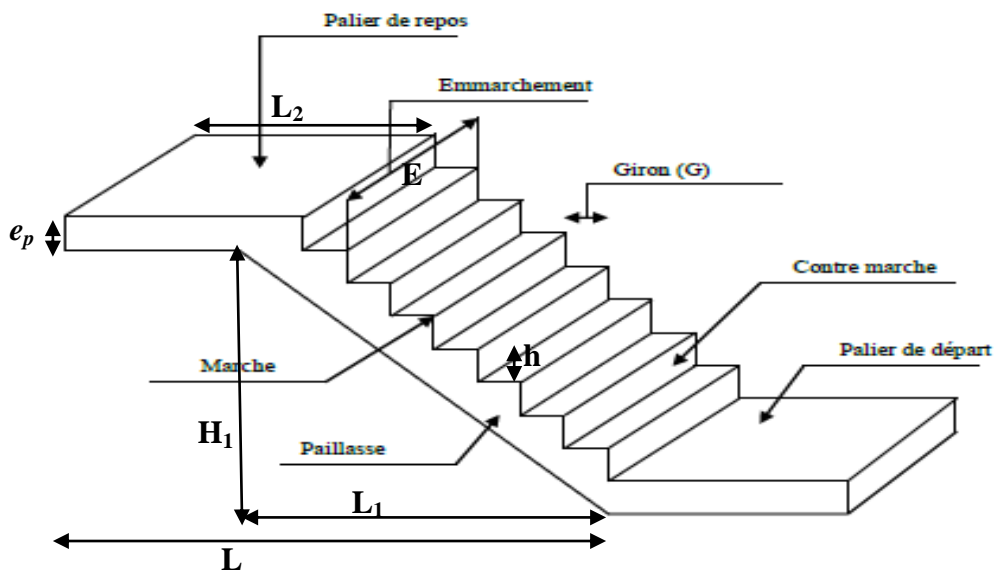 Palier de repos
Emmarchement
L₂
E
Giron (G)
eₚ
Contre marche
h
Palier de départ
Marche
H₁
Paillasse
L₁
L